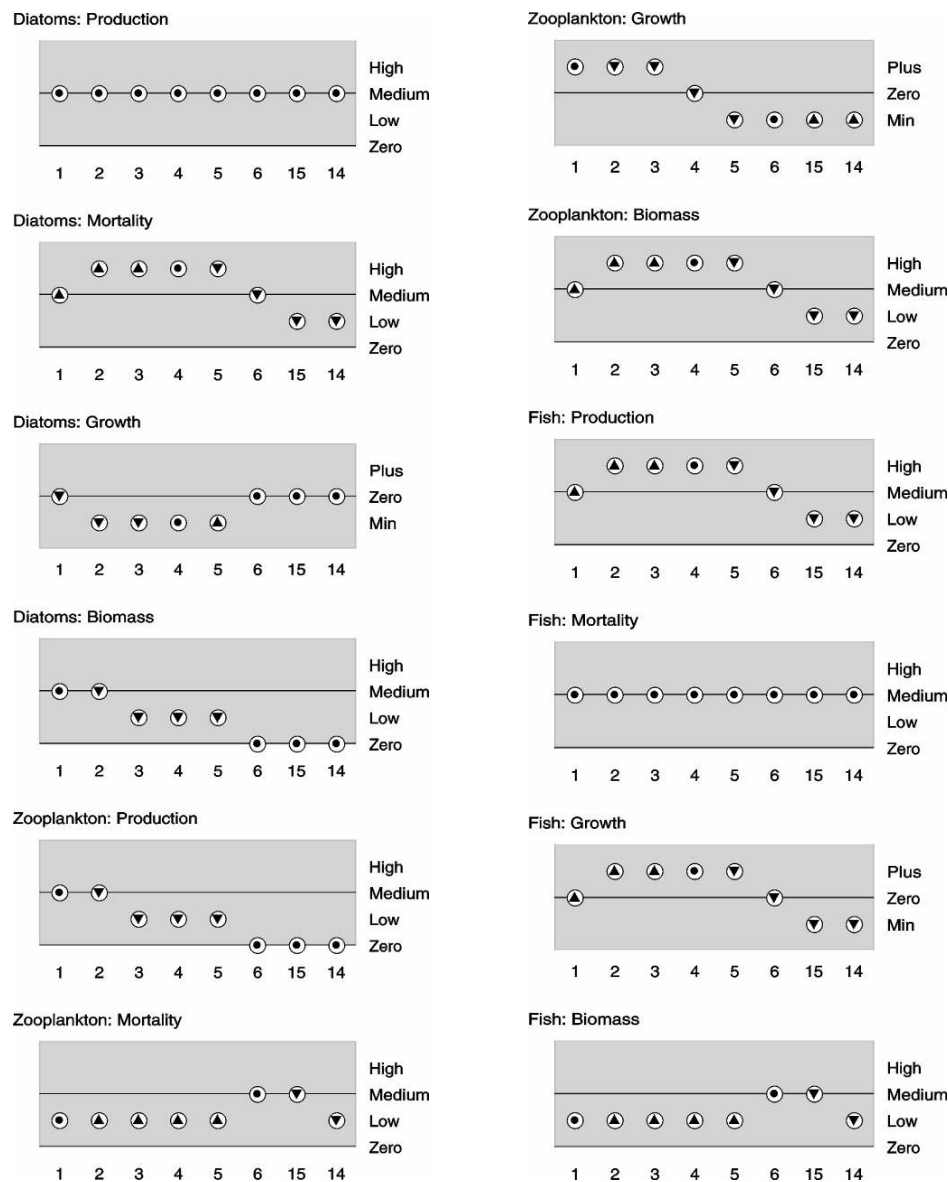 Diatoms: Production
High
Medium
Low
Zero
1 2 3 4 5 6 15 14
Diatoms: Mortality
High
Medium
Low
Zero
1 2 3 4 5 6 15 14
Diatoms: Growth
Plus
Zero
Min
1 2 3 4 5 6 15 14
Diatoms: Biomass
High
Medium
Low
Zero
1 2 3 4 5 6 15 14
Zooplankton: Production
High
Medium
Low
Zero
1 2 3 4 5 6 15 14
Zooplankton: Mortality
High
Medium
Low
Zero
1 2 3 4 5 6 15 14
Zooplankton: Growth
Plus
Zero
Min
1 2 3 4 5 6 15 14
Zooplankton: Biomass
High
Medium
Low
Zero
1 2 3 4 5 6 15 14
Fish: Production
High
Medium
Low
Zero
1 2 3 4 5 6 15 14
Fish: Mortality
High
Medium
Low
Zero
1 2 3 4 5 6 15 14
Fish: Growth
Plus
Zero
Min
1 2 3 4 5 6 15 14
Fish: Biomass
High
Medium
Low
Zero
1 2 3 4 5 6 15 14